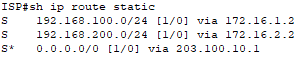 ISP#sh ip route static
S    192.168.100.0/24 [1/0] via 172.16.1.2
S    192.168.200.0/24 [1/0] via 172.16.2.2
S*   0.0.0.0/0 [1/0] via 203.100.10.1